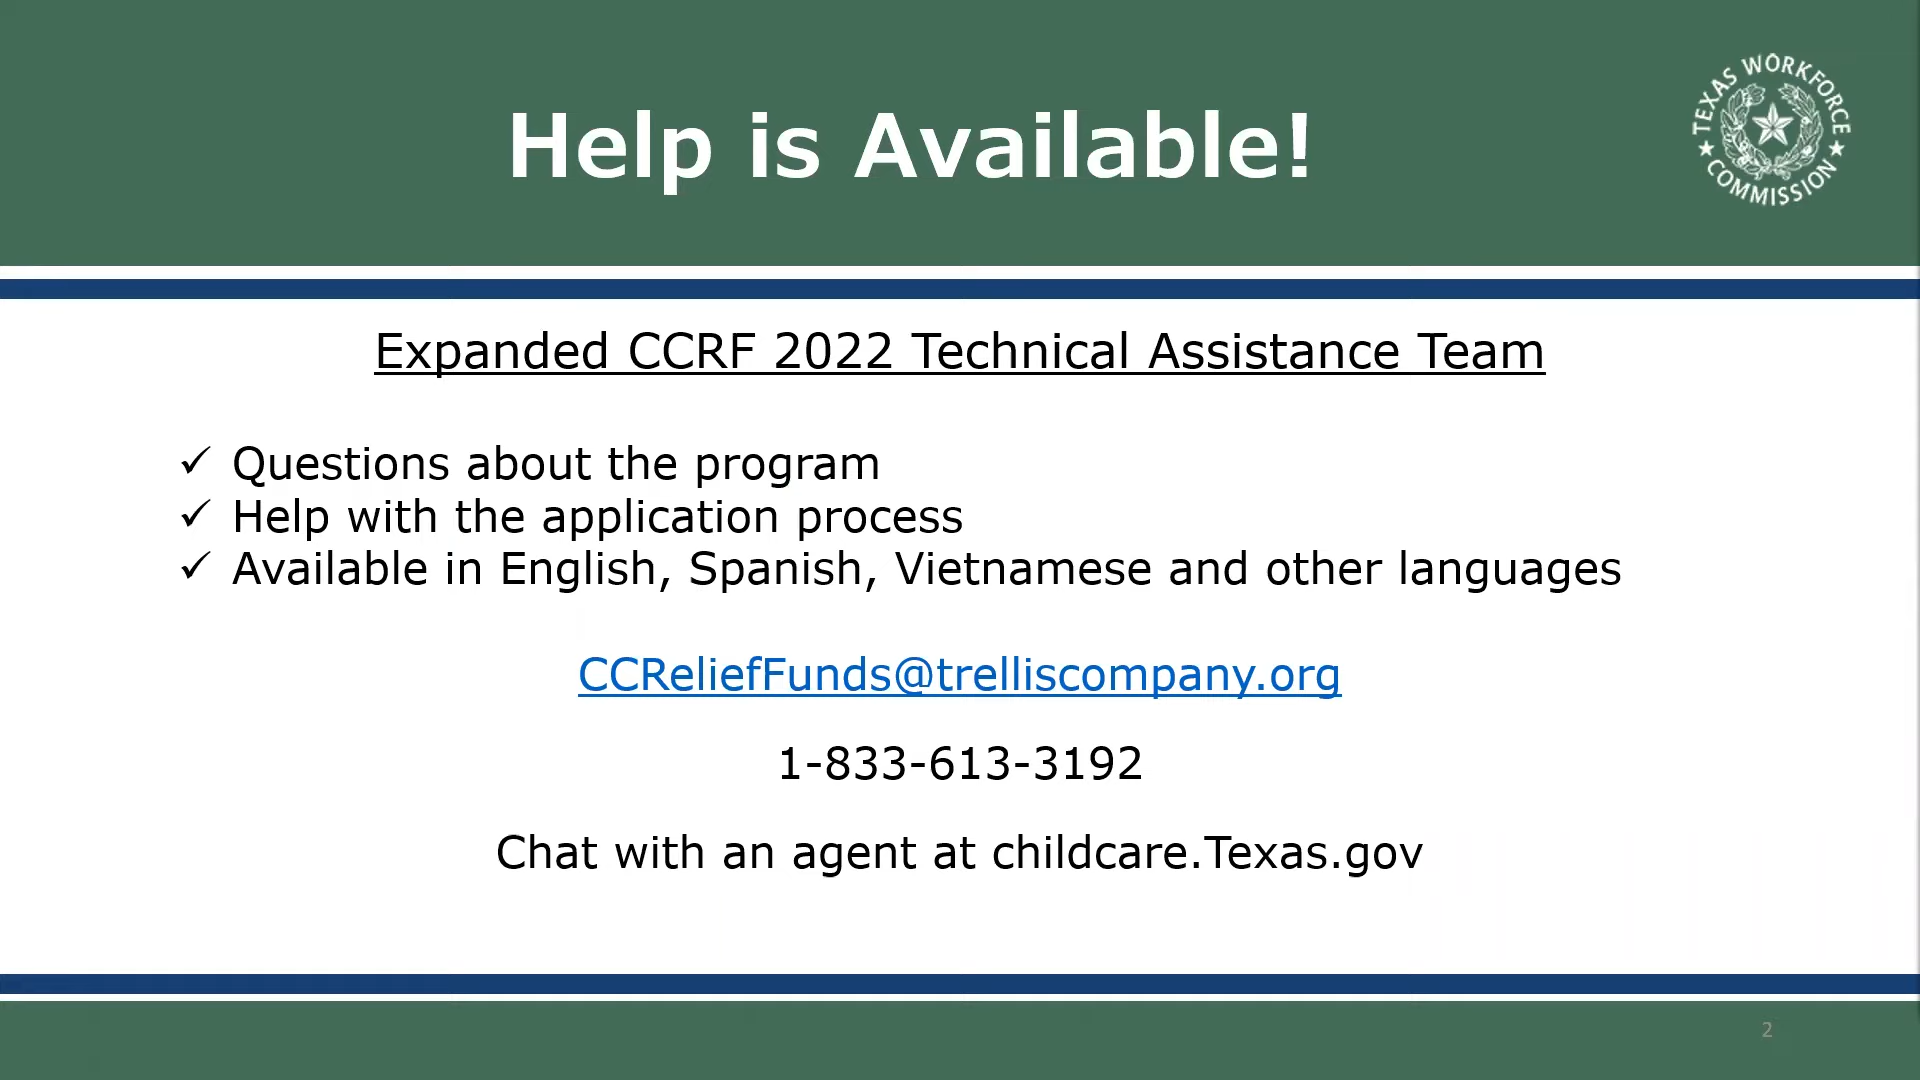 Help is Available!
TEXAS WORKFORCE
COMMISSION
Expanded CCRF 2022 Technical Assistance Team
✓ Questions about the program
✓ Help with the application process
✓ Available in English, Spanish, Vietnamese and other languages
CCReliefFunds@trelliscompany.org
1-833-613-3192
Chat with an agent at childcare.Texas.gov
2